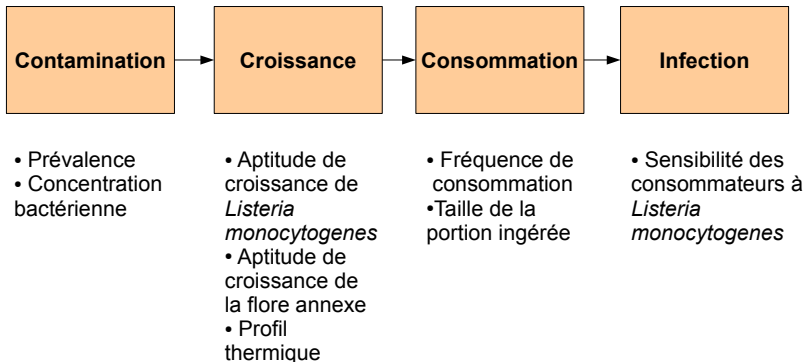 Contamination
Croissance
Consommation
Infection
• Prévalence
• Concentration
bactérienne
• Aptitude de
croissance de
Listeria
monocytogenes
• Aptitude de
croissance de
la flore annexe
• Profil
thermique
• Fréquence de
consommation
•Taille de la
portion ingérée
• Sensibilité des
consommateurs à
Listeria
monocytogenes